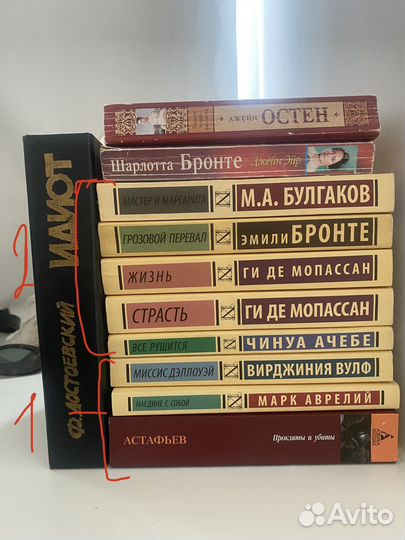 ДЖЕЙН ОСТЕН
Шарлотта Бронте Джейн Эйр
МАСТЕР И МАРГАРИТА М.А. БУЛГАКОВ
ГРОЗОВОЙ ПЕРЕВАЛ ЭМИЛИ БРОНТЕ
ЖИЗНЬ ГИ ДЕ МОПАССАН
СТРАСТЬ ГИ ДЕ МОПАССАН
ВСЕ РУШИТСЯ ЧИНУА АЧЕБЕ
МИССИС ДЭЛЛОУЭЙ ВИРДЖИНИЯ ВУЛФ
НАЕДИНЕ С СОБОЙ МАРК АВРЕЛИЙ
АСТАФЬЕВ Прокляты и убиты
Ф.М.ДОСТОЕВСКИЙ ИДИОТ
2
1
Avito